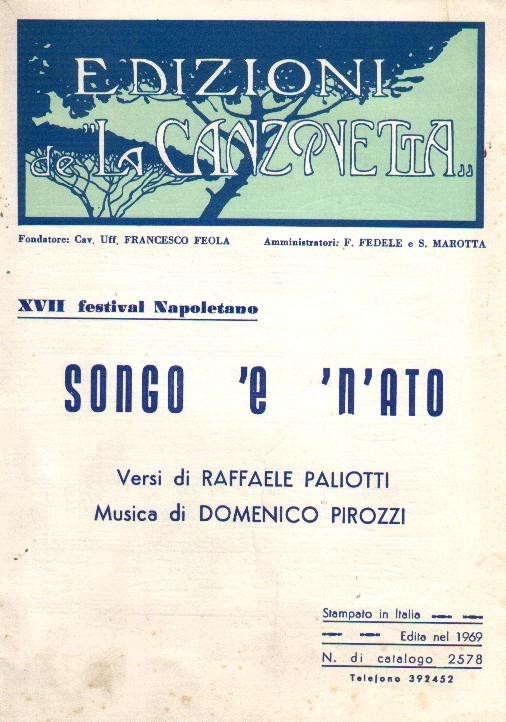 EDIZIONI
de "LA CANZONETTA"
Fondatore: Cav. Uff. FRANCESCO FEOLA Amministratori: F. FEDELE e S. MAROTTA
XVII festival Napoletano
SONGO 'e 'n'ATO
Versi di RAFFAELE PALIOTTI
Musica di DOMENICO PIROZZI
Stampato in Italia
Edita nel 1969
N. di catalogo 2578
Telefono 392452